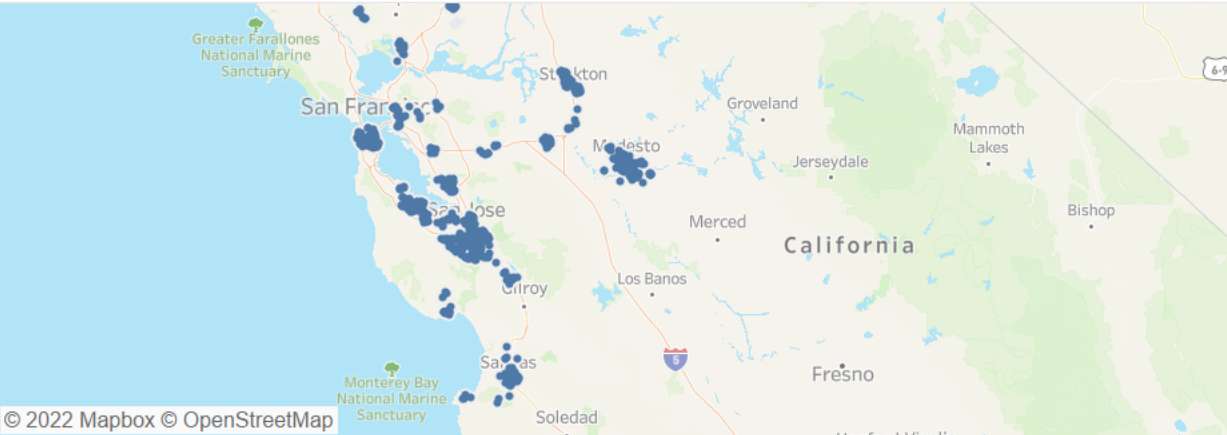 Greater Farallones
National Marine
Sanctuary
Stockton
San Francisco
Groveland
Modesto
Mammoth
Lakes
Jerseydale
San Jose
Bishop
Merced
California
Los Banos
Gilroy
5
Salinas
Fresno
Monterey Bay
National Marine
Sanctuary
Soledad
© 2022 Mapbox © OpenStreetMap